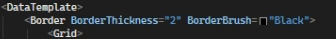 <DataTemplate>
<Border BorderThickness="2" BorderBrush="Black">
<Grid>